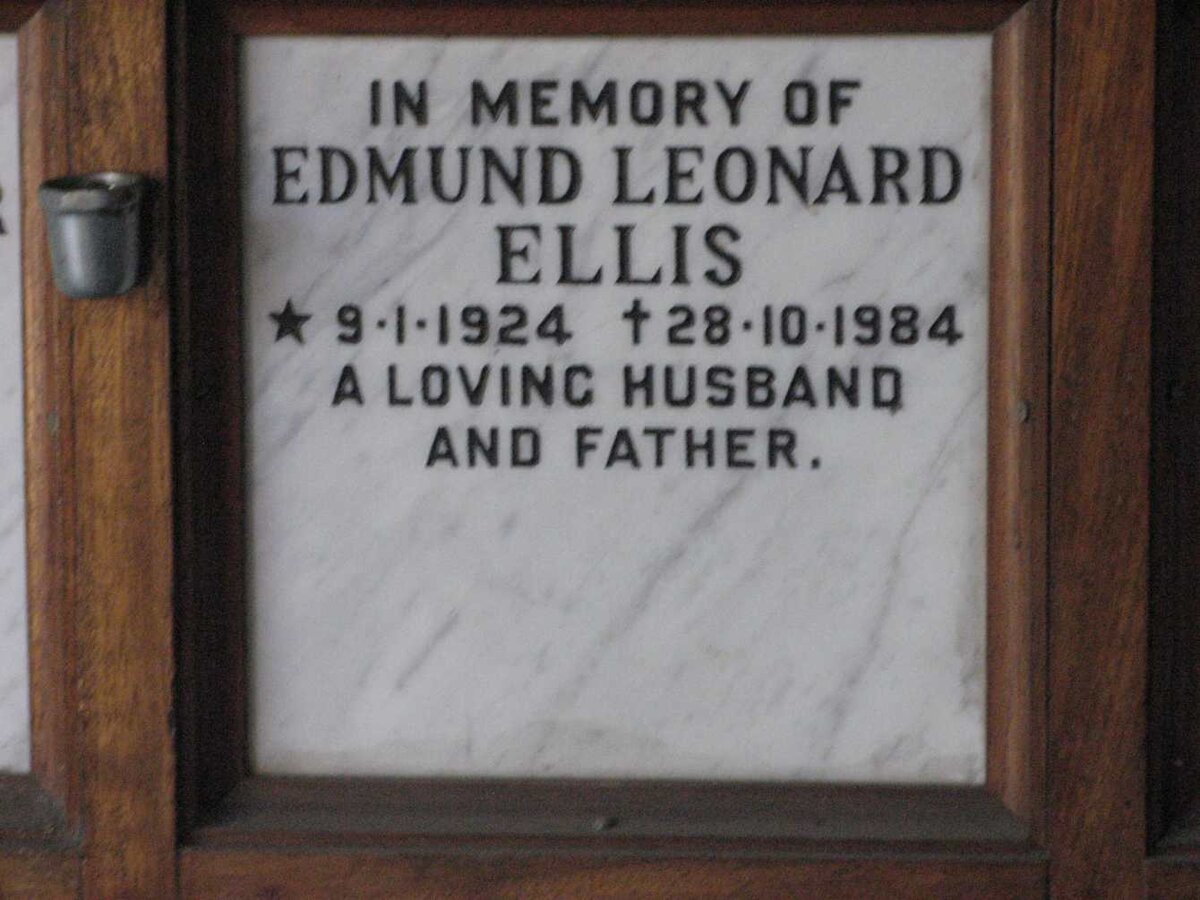 IN MEMORY OF
EDMUND LEONARD
ELLIS
★ 9·1·1924 †28·10·1984
A LOVING HUSBAND
AND FATHER.